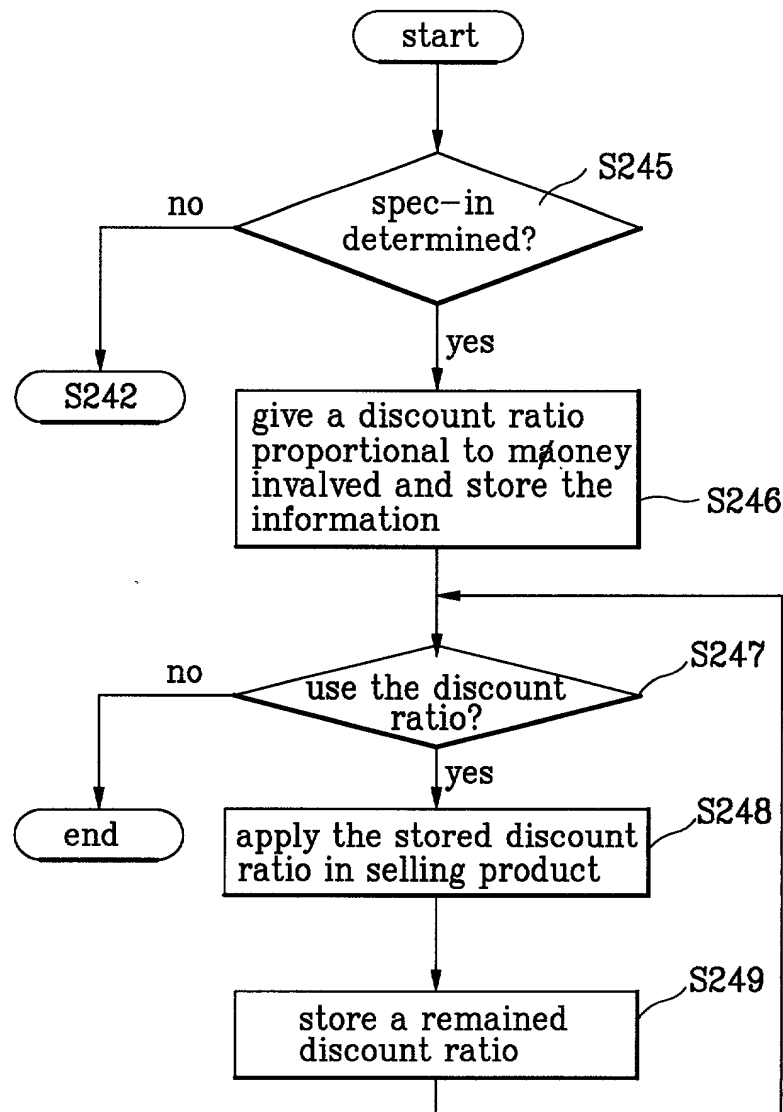 start
S245
spec-in
determined?
no
yes
S242
give a discount ratio
proportional to maoney
invalved and store the
information
S246
S247
use the discount
ratio?
no
yes
end
S248
apply the stored discount
ratio in selling product
S249
store a remained
discount ratio